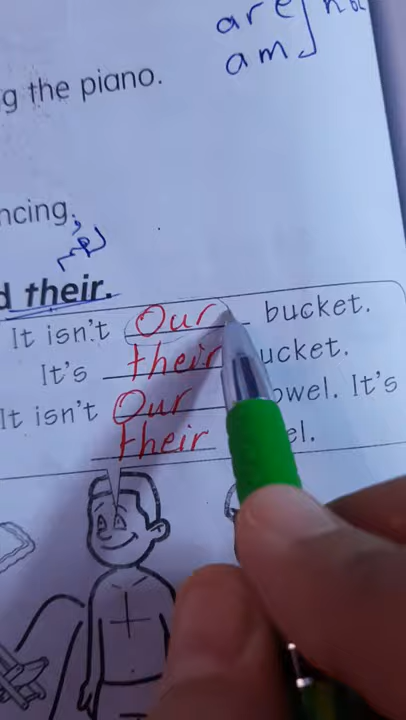 are
am
g the piano.
ncing.
لهم
d their.
It isn't Our bucket.
It's their ucket.
It isn't Our owel. It's
their el.